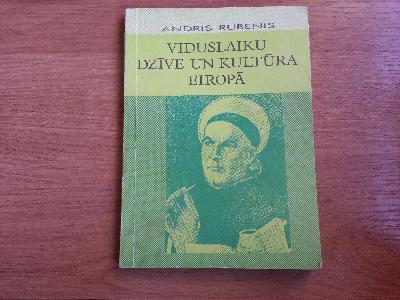 ANDRIS RUBENIS
VIDUSLAIKU
DZĪVE UN KULTŪRA
EIROPĀ